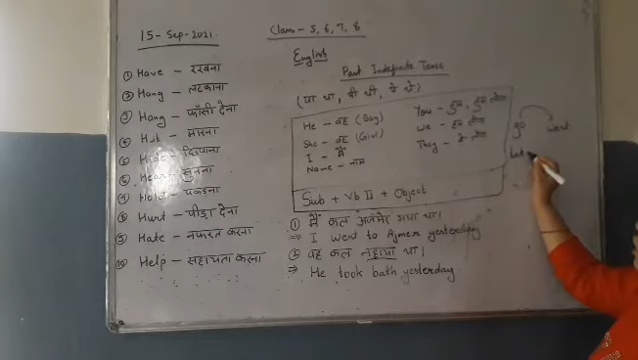 15-Sep-2021
Class-5, 6, 7, 8
English
① Have - रखना
② Hang - लटकाना
③ Hang - फाँसी देना
④ Hit - मारना
⑤ Hide - छिपाना
⑥ Hear - सुनना
⑦ Hold - पकड़ना
⑧ Hurt - पीड़ा देना
⑨ Hate - नफरत करना
⑩ Help - सहायता करना
Past Indefinite Tense
He - वह (Boy)
She - वह (Girl)
I - मैं
Name - नाम
You - तुम, तुम लोग
We - हम लोग
They - वे लोग
Sub + Vb II + Object
① मैं कल अजमेर गया था।
⇒ I went to Ajmer yesterday
② वह कल नहाया था।
⇒ He took bath yesterday.
go went